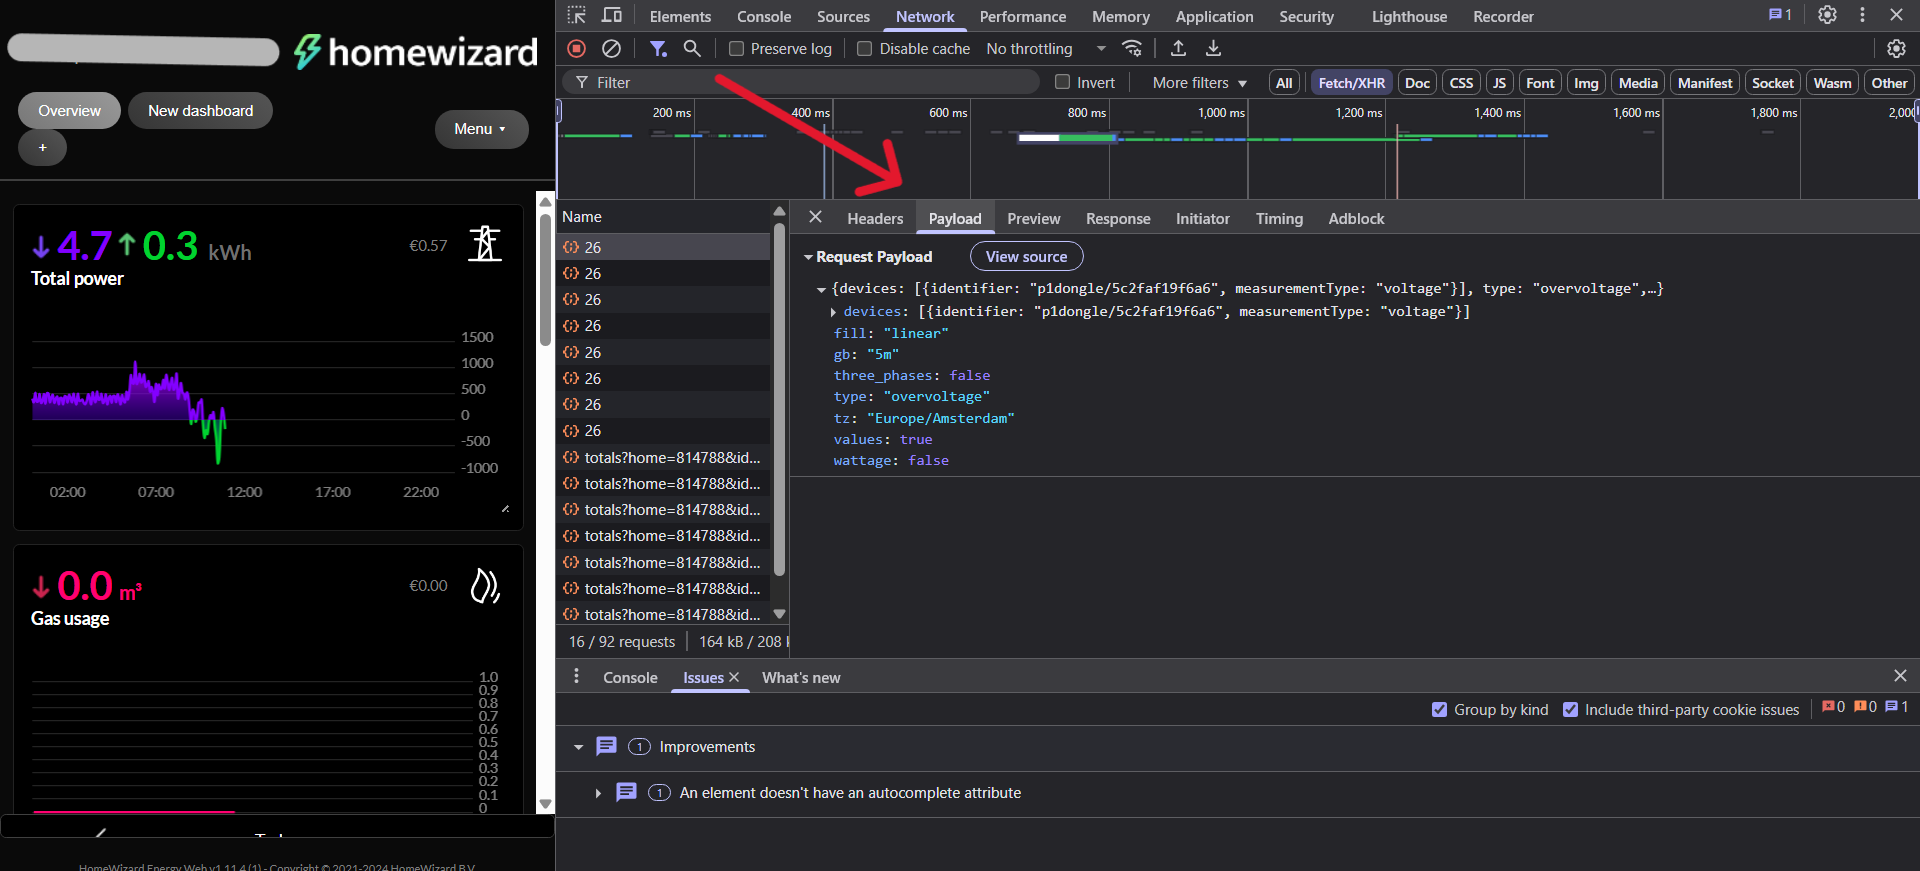 homewizard
Overview
New dashboard
+
Menu
4.7 0.3 kWh
€0.57
Total power
1500
1000
500
0
-500
-1000
02:00 07:00 12:00 17:00 22:00
0.0 m³
€0.00
Gas usage
1.0
0.9
0.8
0.7
0.6
0.5
0.4
0.3
0.2
0.1
0
HomeWizard Energy Web v1.11.4 (1) - Copyright © 2021-2024 HomeWizard B.V.
Elements Console Sources Network Performance Memory Application Security Lighthouse Recorder 1
Preserve log Disable cache No throttling
Filter Invert More filters All Fetch/XHR Doc CSS JS Font Img Media Manifest Socket Wasm Other
200 ms 400 ms 600 ms 800 ms 1,000 ms 1,200 ms 1,400 ms 1,600 ms 1,800 ms 2,000
Name
26
26
26
26
26
26
26
26
totals?home=814788&id...
totals?home=814788&id...
totals?home=814788&id...
totals?home=814788&id...
totals?home=814788&id...
totals?home=814788&id...
totals?home=814788&id...
16 / 92 requests 164 kB / 208
Headers Payload Preview Response Initiator Timing Adblock
Request Payload View source
{devices: [{identifier: "p1dongle/5c2faf19f6a6", measurementType: "voltage"}], type: "overvoltage",…}
devices: [{identifier: "p1dongle/5c2faf19f6a6", measurementType: "voltage"}]
fill: "linear"
gb: "5m"
three_phases: false
type: "overvoltage"
tz: "Europe/Amsterdam"
values: true
wattage: false
Console Issues What's new
Group by kind Include third-party cookie issues 0 0 1
1 Improvements
1 An element doesn't have an autocomplete attribute